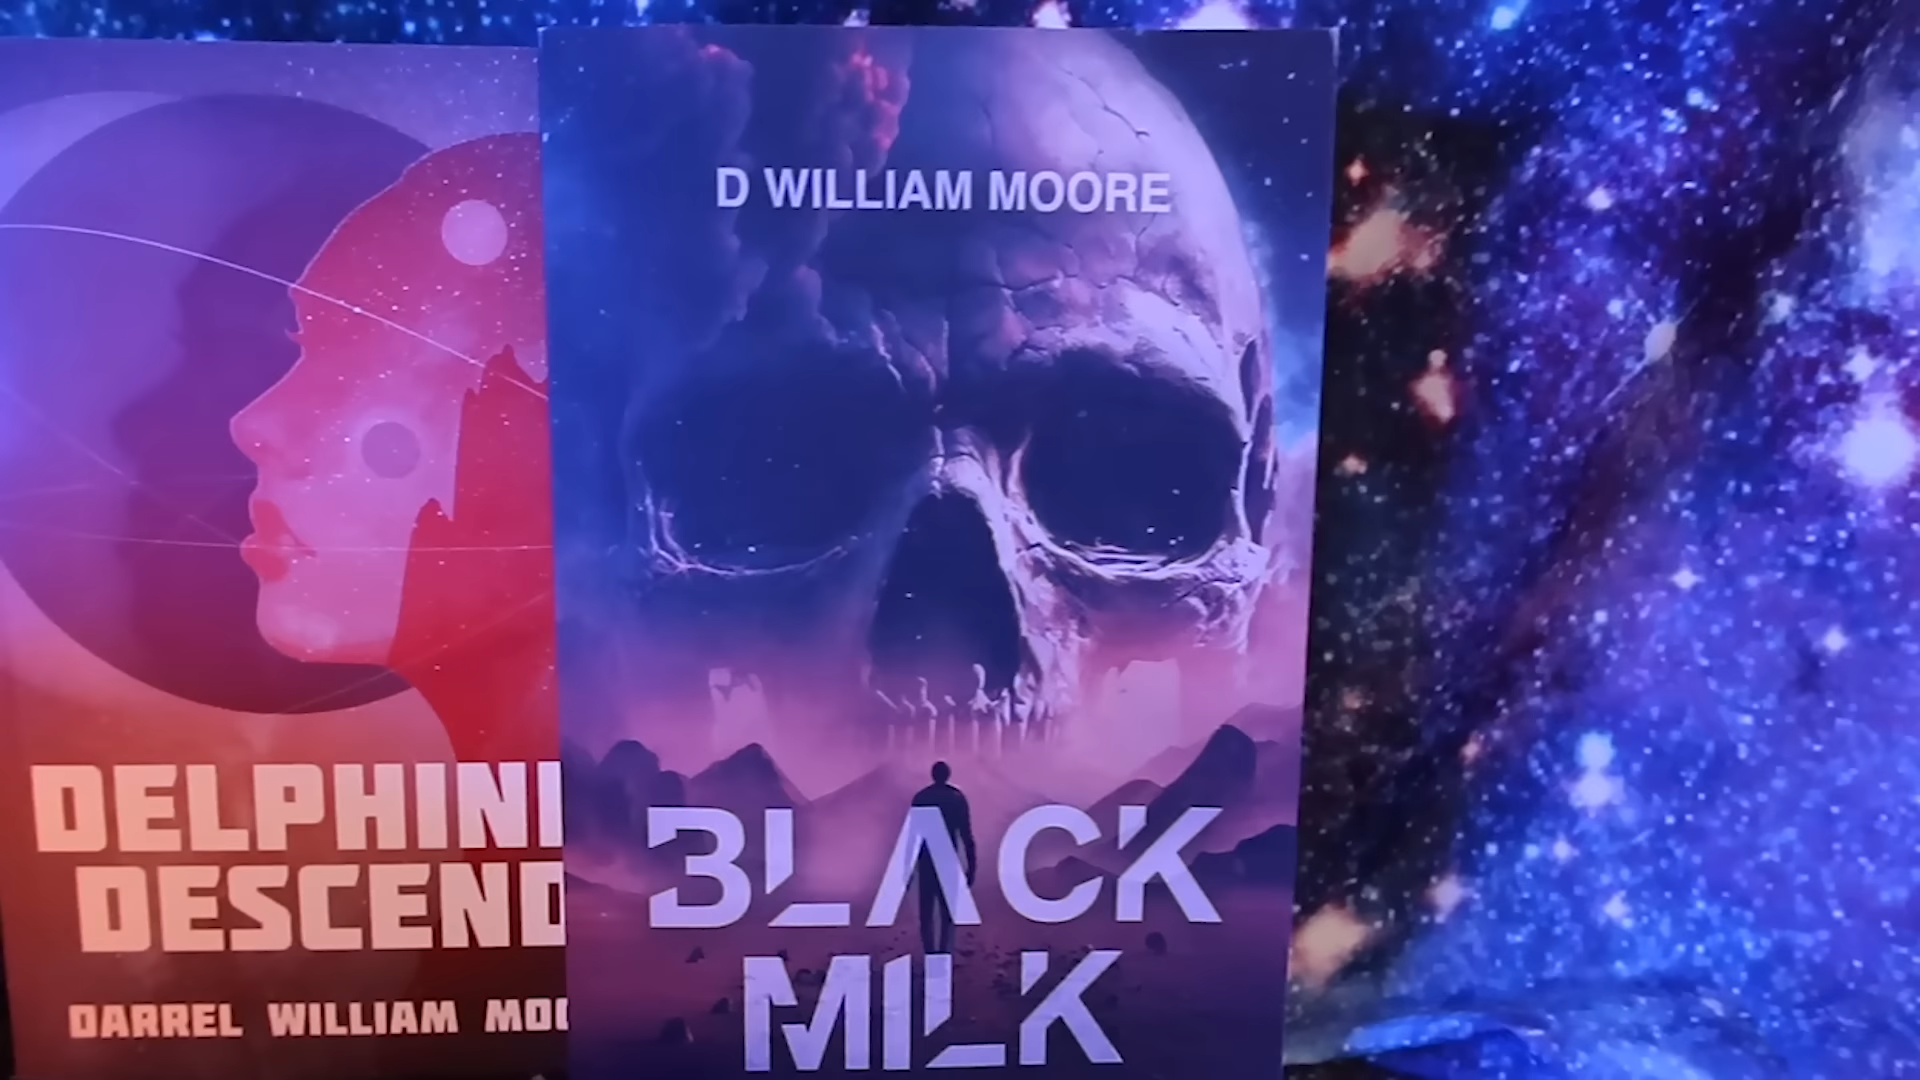 D WILLIAM MOORE
BLACK
MILK
DELPHINI
DESCEND
DARREL WILLIAM MOO